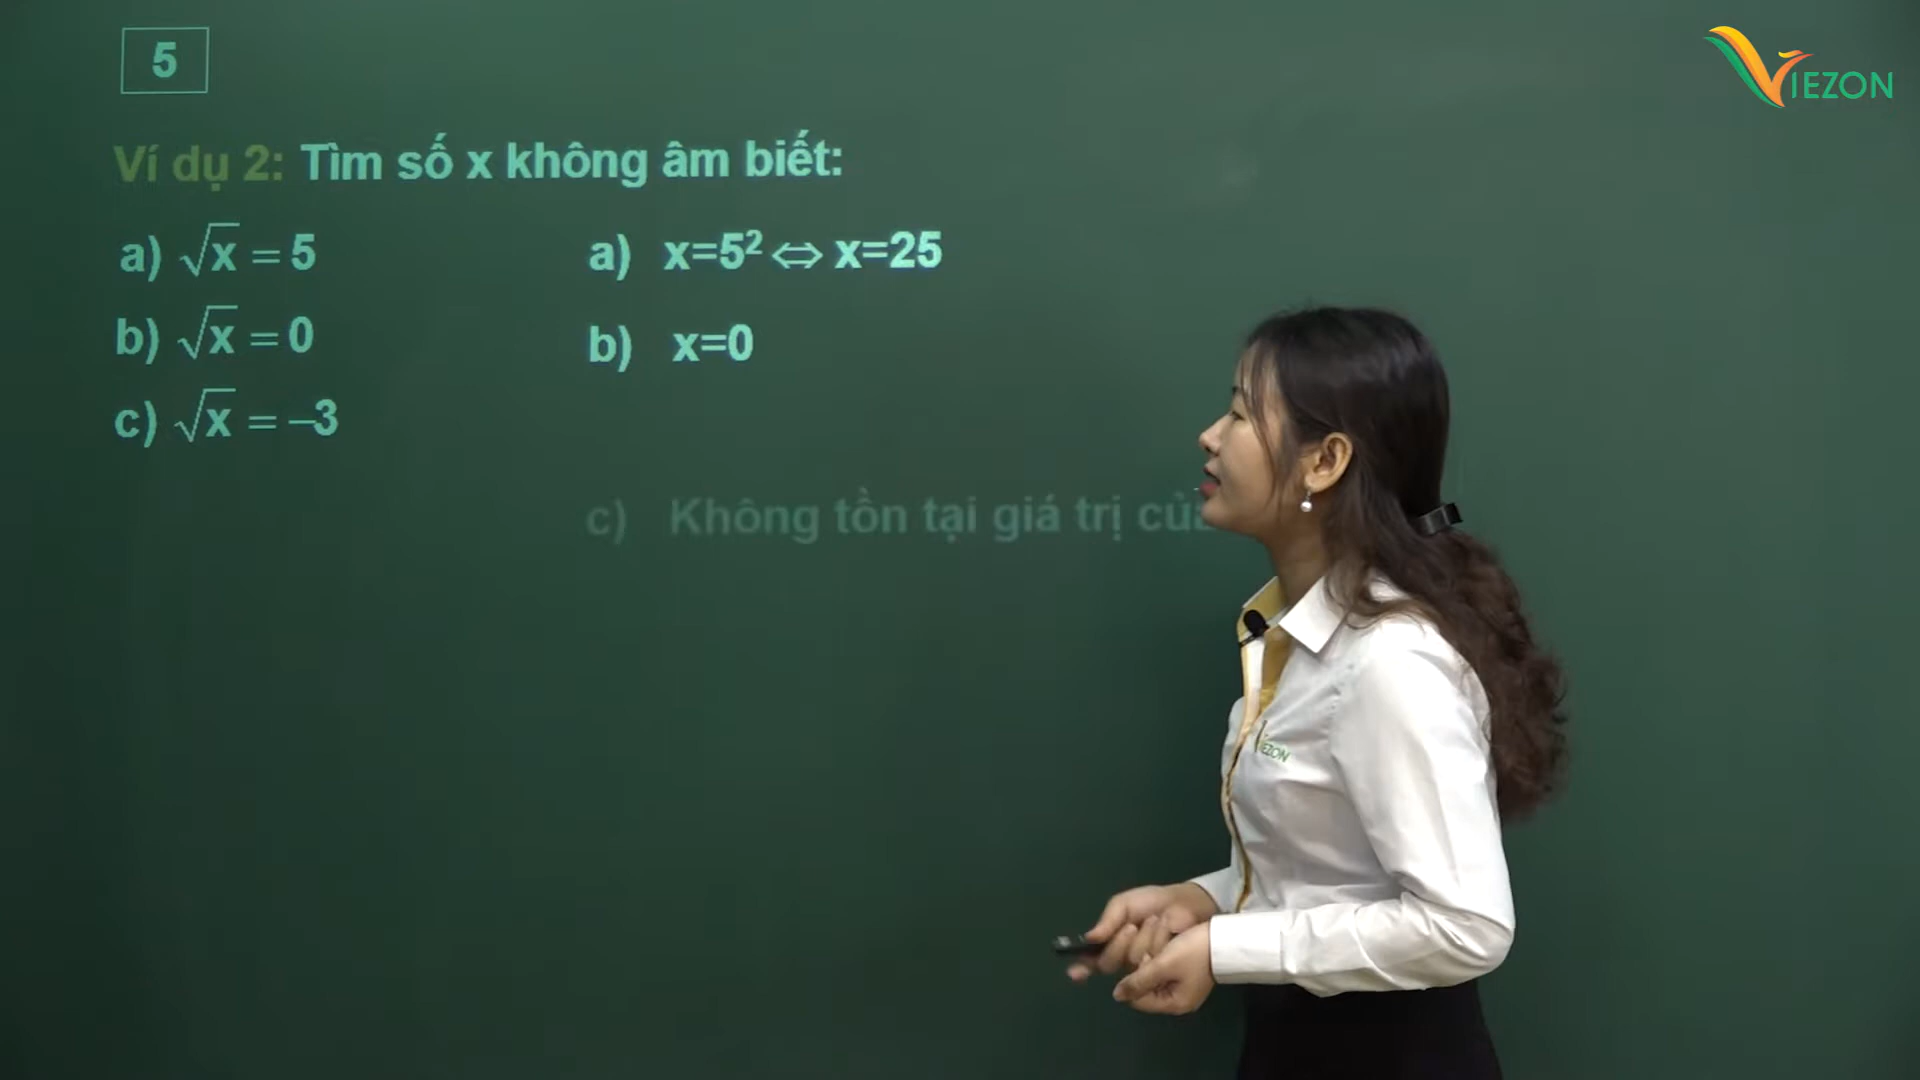 5
VIEZON
Ví dụ 2: Tìm số x không âm biết:
a) √x = 5
b) √x = 0
c) √x = –3
a) x=5² ⇔ x=25
b) x=0
c) Không tồn tại giá trị của
VIEZON